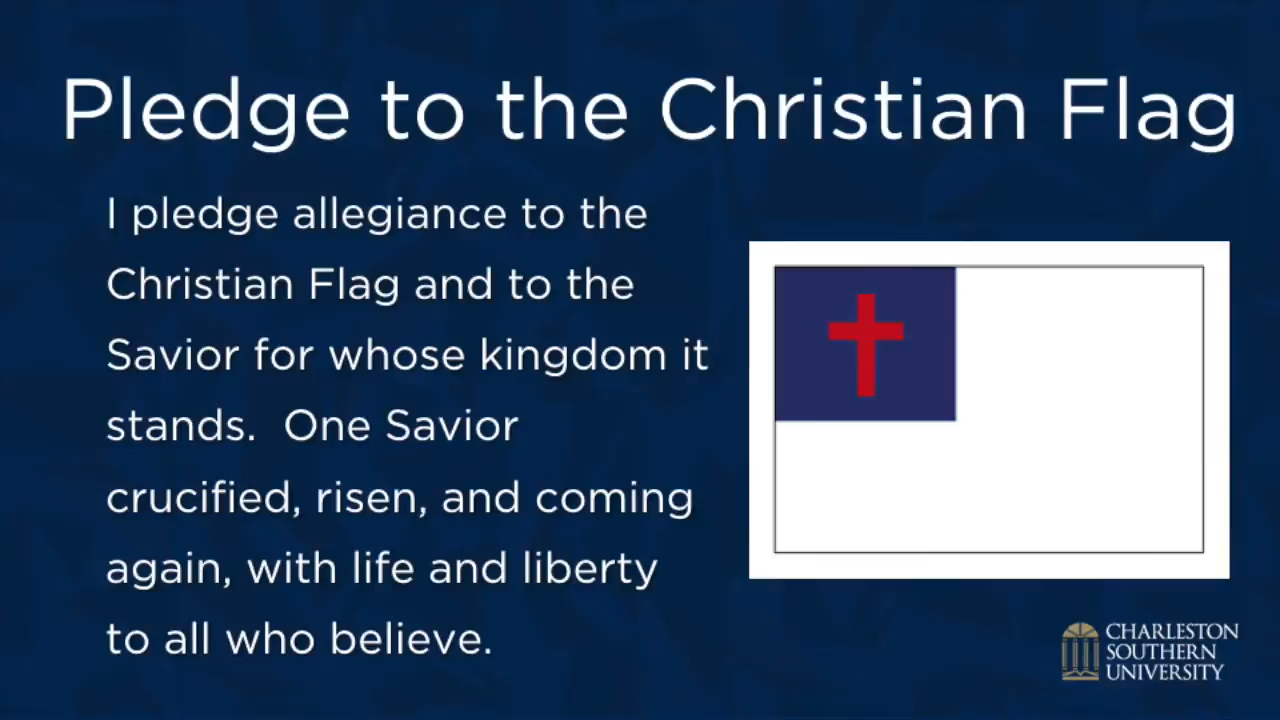 Pledge to the Christian Flag
I pledge allegiance to the
Christian Flag and to the
Savior for whose kingdom it
stands.  One Savior
crucified, risen, and coming
again, with life and liberty
to all who believe.
CHARLESTON
SOUTHERN
UNIVERSITY